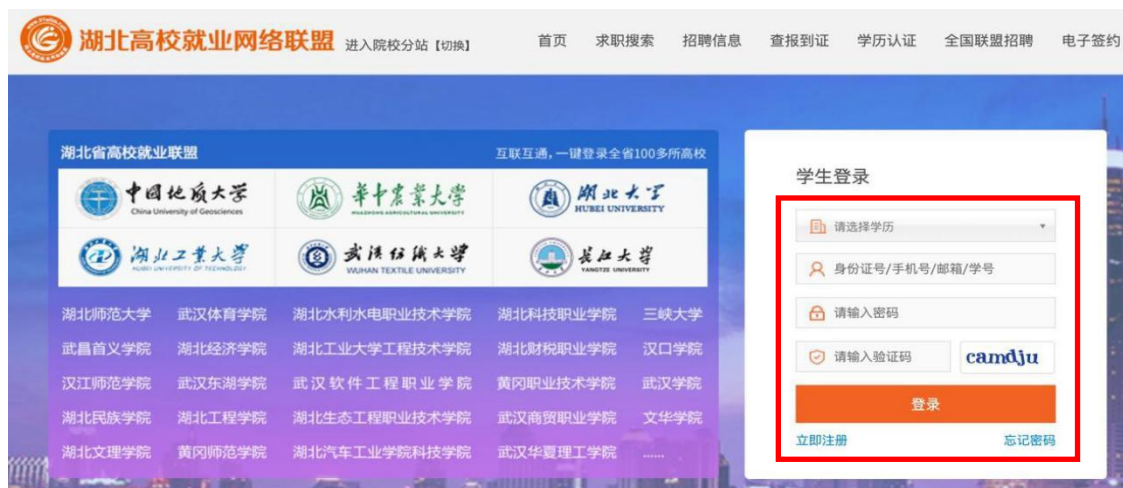 湖北高校就业网络联盟 进入院校分站【切换】 首页 求职搜索 招聘信息 查报到证 学历认证 全国联盟招聘 电子签约
湖北省高校就业联盟 互联互通,一键登录全省100多所高校
中国地质大学 华中农业大学 湖北大学
China University of Geosciences HUAZHONG AGRICULTURAL UNIVERSITY HUBEI UNIVERSITY
湖北工业大学 武汉纺织大学 长江大学
HUBEI UNIVERSITY OF TECHNOLOGY WUHAN TEXTILE UNIVERSITY YANGTZE UNIVERSITY
湖北师范大学 武汉体育学院 湖北水利水电职业技术学院 湖北科技职业学院 三峡大学
武昌首义学院 湖北经济学院 湖北工业大学工程技术学院 湖北财税职业学院 汉口学院
汉江师范学院 武汉东湖学院 武汉软件工程职业学院 黄冈职业技术学院 武汉学院
湖北民族学院 湖北工程学院 湖北生态工程职业技术学院 武汉商贸职业学院 文华学院
湖北文理学院 黄冈师范学院 湖北汽车工业学院科技学院 武汉华夏理工学院 ......
学生登录
请选择学历
身份证号/手机号/邮箱/学号
请输入密码
请输入验证码 camdju
登录
立即注册 忘记密码